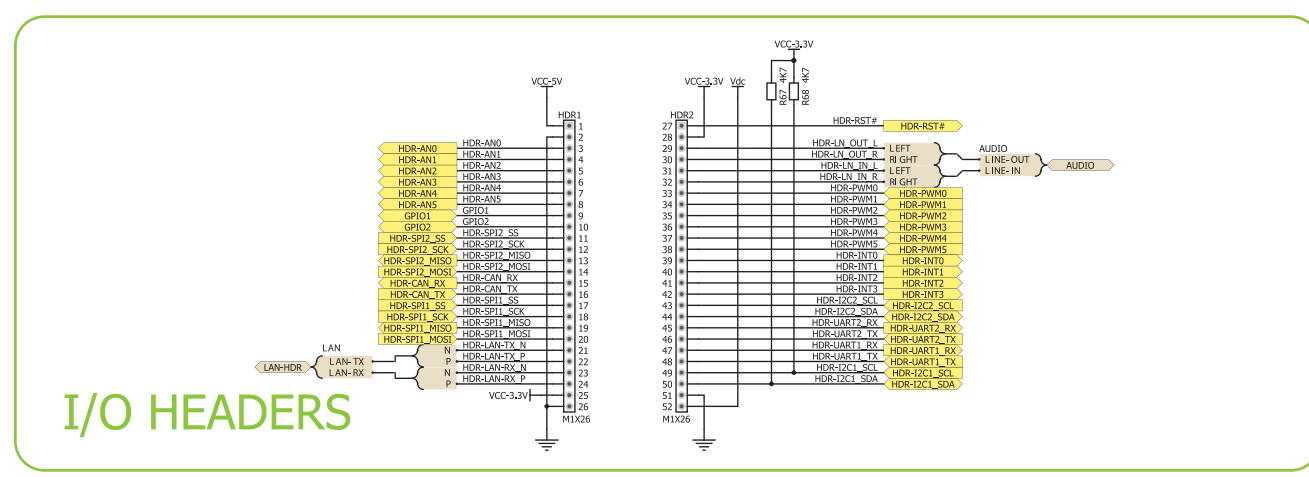 VCC-3.3V
VCC-5V
VCC-3.3V
Vdc
R67 4K7
R68 4K7
HDR1
HDR2
1
2
HDR-AN0 HDR-AN0 3
HDR-AN1 HDR-AN1 4
HDR-AN2 HDR-AN2 5
HDR-AN3 HDR-AN3 6
HDR-AN4 HDR-AN4 7
HDR-AN5 HDR-AN5 8
GPIO1 GPIO1 9
GPIO2 GPIO2 10
HDR-SPI2_SS HDR-SPI2_SS 11
HDR-SPI2_SCK HDR-SPI2_SCK 12
HDR-SPI2_MISO HDR-SPI2_MISO 13
HDR-SPI2_MOSI HDR-SPI2_MOSI 14
HDR-CAN_RX HDR-CAN_RX 15
HDR-CAN_TX HDR-CAN_TX 16
HDR-SPI1_SS HDR-SPI1_SS 17
HDR-SPI1_SCK HDR-SPI1_SCK 18
HDR-SPI1_MISO HDR-SPI1_MISO 19
HDR-SPI1_MOSI HDR-SPI1_MOSI 20
LAN
N HDR-LAN-TX_N 21
LAN-HDR LAN-TX P HDR-LAN-TX_P 22
LAN-RX N HDR-LAN-RX_N 23
P HDR-LAN-RX_P 24
VCC-3.3V 25
26
M1X26
27 HDR-RST# HDR-RST#
28
29 HDR-LN_OUT_L LEFT AUDIO
30 HDR-LN_OUT_R RIGHT LINE-OUT AUDIO
31 HDR-LN_IN_L LEFT LINE-IN
32 HDR-LN_IN_R RIGHT
33 HDR-PWM0 HDR-PWM0
34 HDR-PWM1 HDR-PWM1
35 HDR-PWM2 HDR-PWM2
36 HDR-PWM3 HDR-PWM3
37 HDR-PWM4 HDR-PWM4
38 HDR-PWM5 HDR-PWM5
39 HDR-INT0 HDR-INT0
40 HDR-INT1 HDR-INT1
41 HDR-INT2 HDR-INT2
42 HDR-INT3 HDR-INT3
43 HDR-I2C2_SCL HDR-I2C2_SCL
44 HDR-I2C2_SDA HDR-I2C2_SDA
45 HDR-UART2_RX HDR-UART2_RX
46 HDR-UART2_TX HDR-UART2_TX
47 HDR-UART1_RX HDR-UART1_RX
48 HDR-UART1_TX HDR-UART1_TX
49 HDR-I2C1_SCL HDR-I2C1_SCL
50 HDR-I2C1_SDA HDR-I2C1_SDA
51
52
M1X26
I/O HEADERS